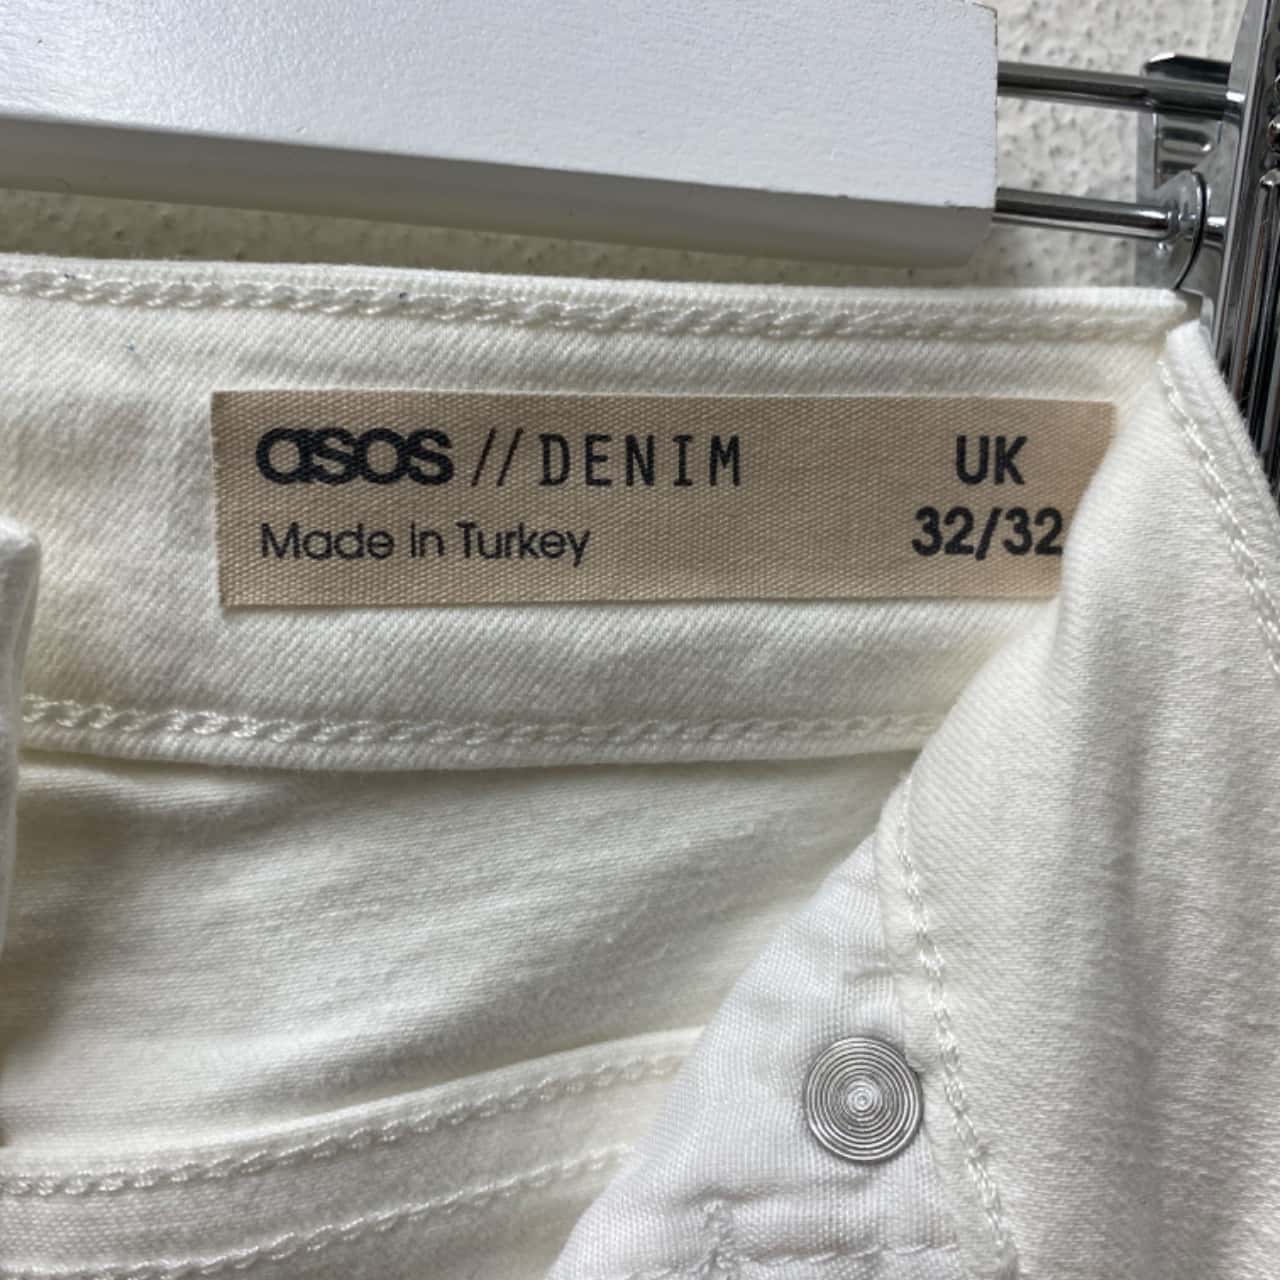 asos // DENIM UK
Made in Turkey 32/32